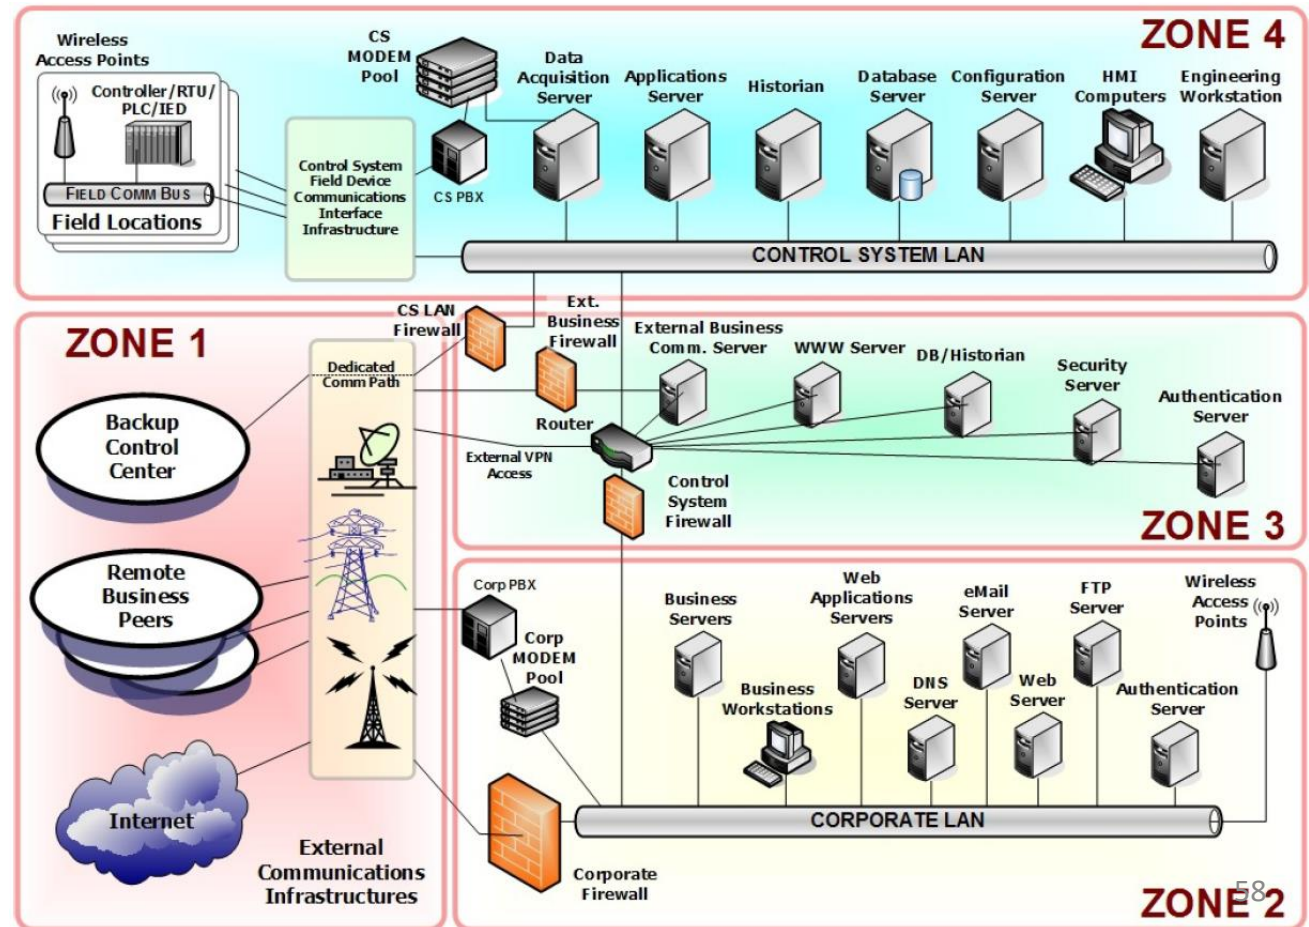 ZONE 4
Wireless
Access Points
Controller/RTU/
PLC/IED
FIELD COMM BUS
Field Locations
Control System
Field Device
Communications
Interface
Infrastructure
CS
MODEM
Pool
CS PBX
Data
Acquisition
Server
Applications
Server
Historian
Database
Server
Configuration
Server
HMI
Computers
Engineering
Workstation
CONTROL SYSTEM LAN
ZONE 1
Backup
Control
Center
Remote
Business
Peers
Internet
External
Communications
Infrastructures
Dedicated
Comm Path
CS LAN
Firewall
Ext.
Business
Firewall
Router
External VPN
Access
External Business
Comm. Server
WWW Server
DB/Historian
Security
Server
Authentication
Server
Control
System
Firewall
ZONE 3
Corp PBX
Corp
MODEM
Pool
Corporate
Firewall
Business
Servers
Business
Workstations
Web
Applications
Servers
DNS
Server
eMail
Server
Web
Server
FTP
Server
Authentication
Server
Wireless
Access
Points
CORPORATE LAN
58
ZONE 2